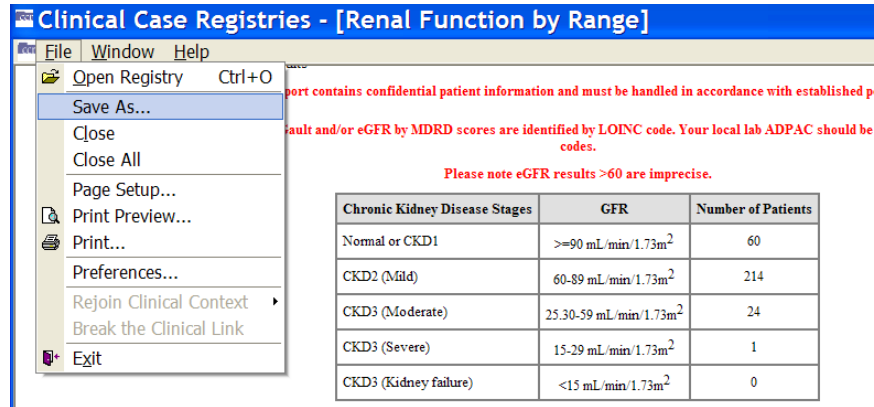 Clinical Case Registries - [Renal Function by Range]
File Window Help
Open Registry Ctrl+O
Save As...
Close
Close All
Page Setup...
Print Preview...
Print...
Preferences...
Rejoin Clinical Context
Break the Clinical Link
Exit
port contains confidential patient information and must be handled in accordance with established p
ault and/or eGFR by MDRD scores are identified by LOINC code. Your local lab ADPAC should be
codes.
Please note eGFR results >60 are imprecise.
Chronic Kidney Disease Stages GFR Number of Patients
Normal or CKD1 >=90 mL/min/1.73m2 60
CKD2 (Mild) 60-89 mL/min/1.73m2 214
CKD3 (Moderate) 25.30-59 mL/min/1.73m2 24
CKD3 (Severe) 15-29 mL/min/1.73m2 1
CKD3 (Kidney failure) <15 mL/min/1.73m2 0